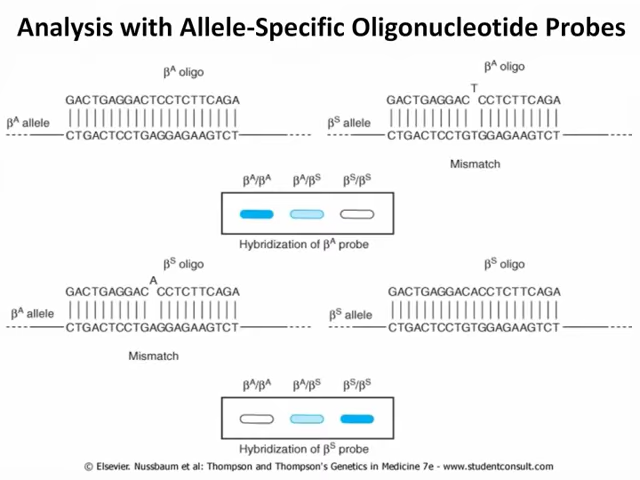 Analysis with Allele-Specific Oligonucleotide Probes
βᴬ oligo
GACTGAGGACTCCTCTTCAGA
βᴬ allele
CTGACTCCTGAGGAGAAGTCT
βᴬ oligo
T
GACTGAGGAC CCTCTTCAGA
βˢ allele
CTGACTCCTGTGGAGAAGTCT
Mismatch
βᴬ/βᴬ βᴬ/βˢ βˢ/βˢ
Hybridization of βᴬ probe
βˢ oligo
A
GACTGAGGAC CCTCTTCAGA
βᴬ allele
CTGACTCCTGAGGAGAAGTCT
Mismatch
βˢ oligo
GACTGAGGACACCTCTTCAGA
βˢ allele
CTGACTCCTGTGGAGAAGTCT
βᴬ/βᴬ βᴬ/βˢ βˢ/βˢ
Hybridization of βˢ probe
© Elsevier. Nussbaum et al: Thompson and Thompson's Genetics in Medicine 7e - www.studentconsult.com